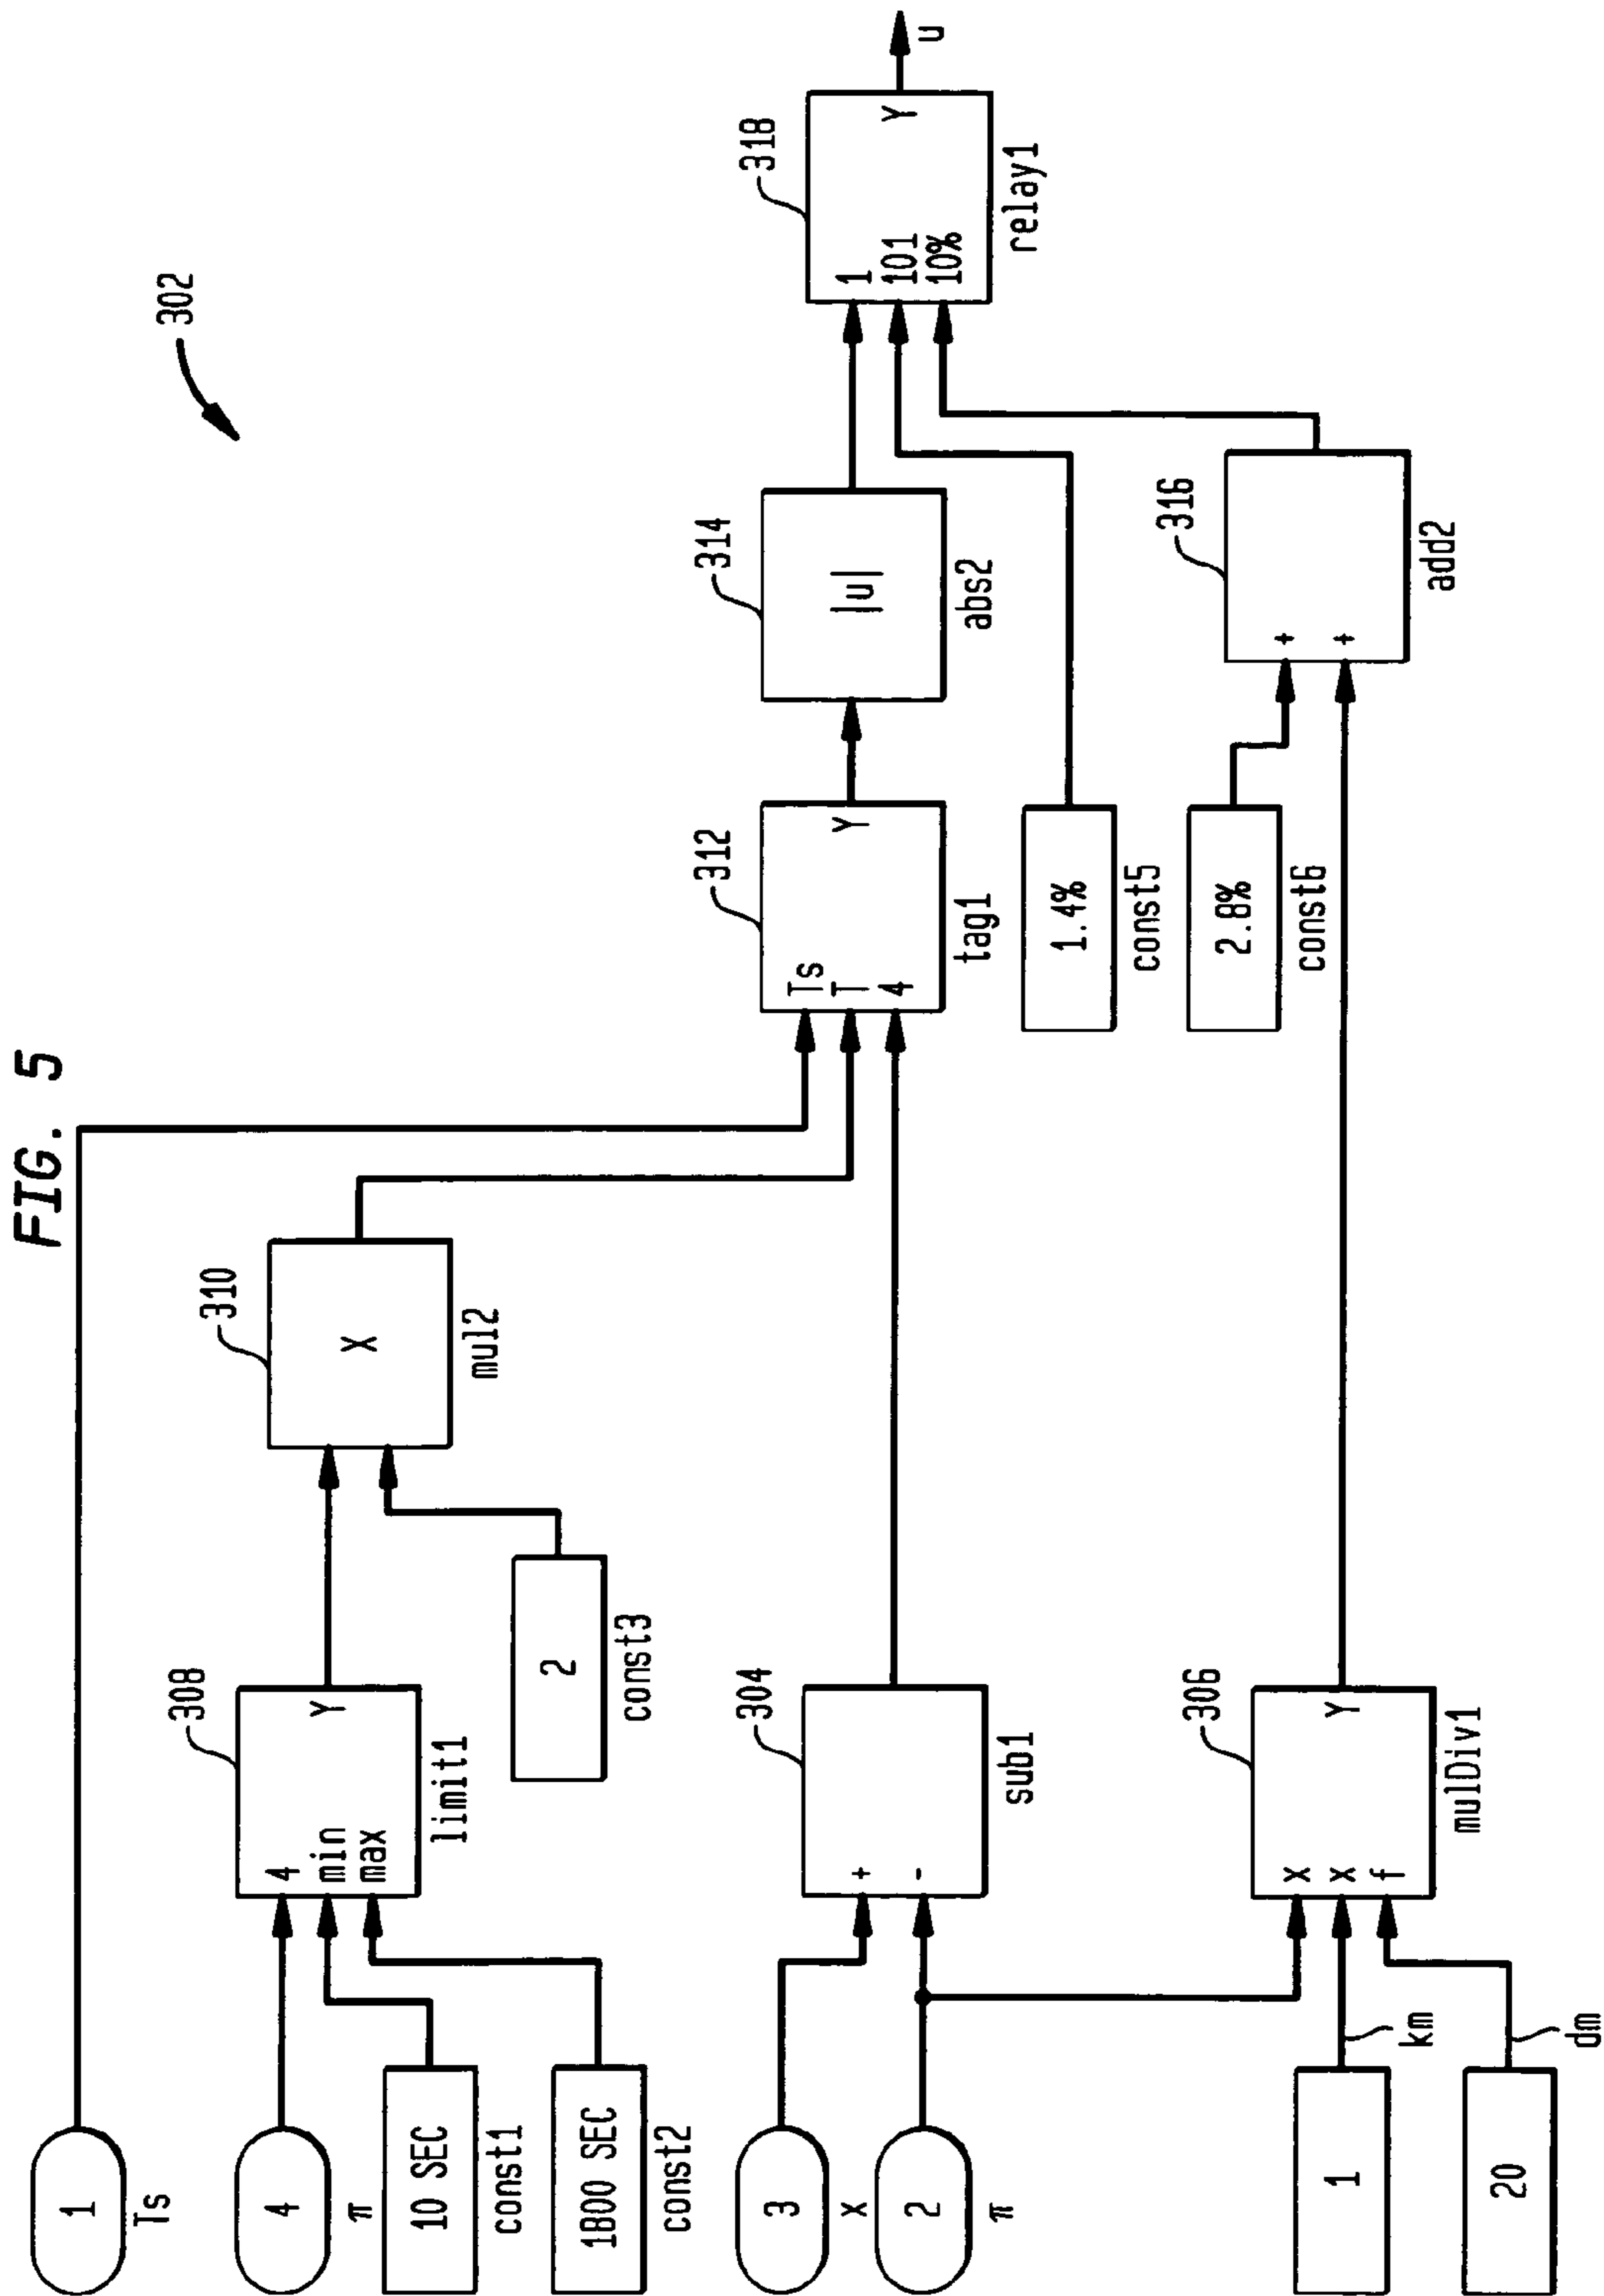 FIG. 5
302
1
Ts
4
π
10 SEC
const1
1800 SEC
const2
308
4
min
max
Y
limit1
2
const3
310
X
mul2
3
X
2
π
304
+
-
sub1
1
km
20
dm
306
X
X
f
Y
mulDiv1
312
Ts
T
4
Y
tag1
314
|u|
abs2
1.4%
const5
2.8%
const6
316
+
+
add2
318
1
101
10%
Y
relay1
u